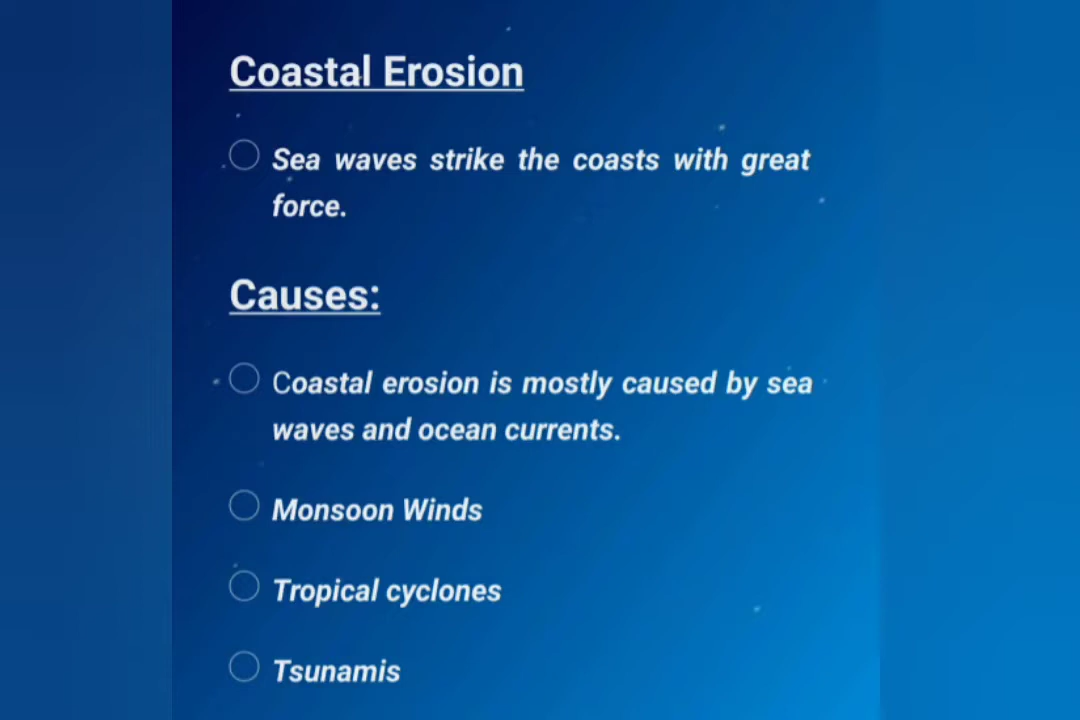 Coastal Erosion
Sea waves strike the coasts with great
force.
Causes:
Coastal erosion is mostly caused by sea
waves and ocean currents.
Monsoon Winds
Tropical cyclones
Tsunamis